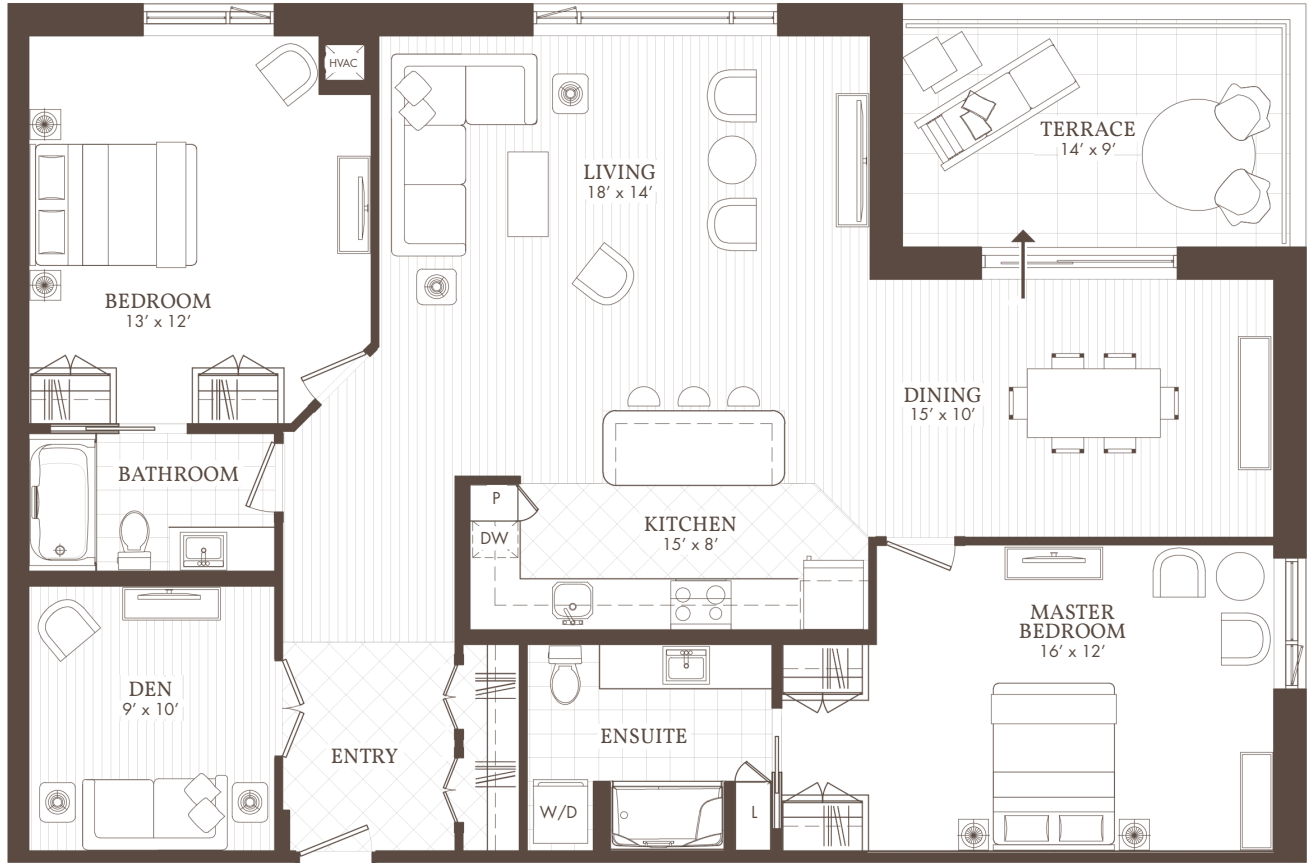 HVAC
TERRACE
14’ x 9’
LIVING
18’ x 14’
BEDROOM
13’ x 12’
DINING
15’ x 10’
BATHROOM
P
DW
KITCHEN
15’ x 8’
MASTER
BEDROOM
16’ x 12’
DEN
9’ x 10’
ENTRY
ENSUITE
W/D
L